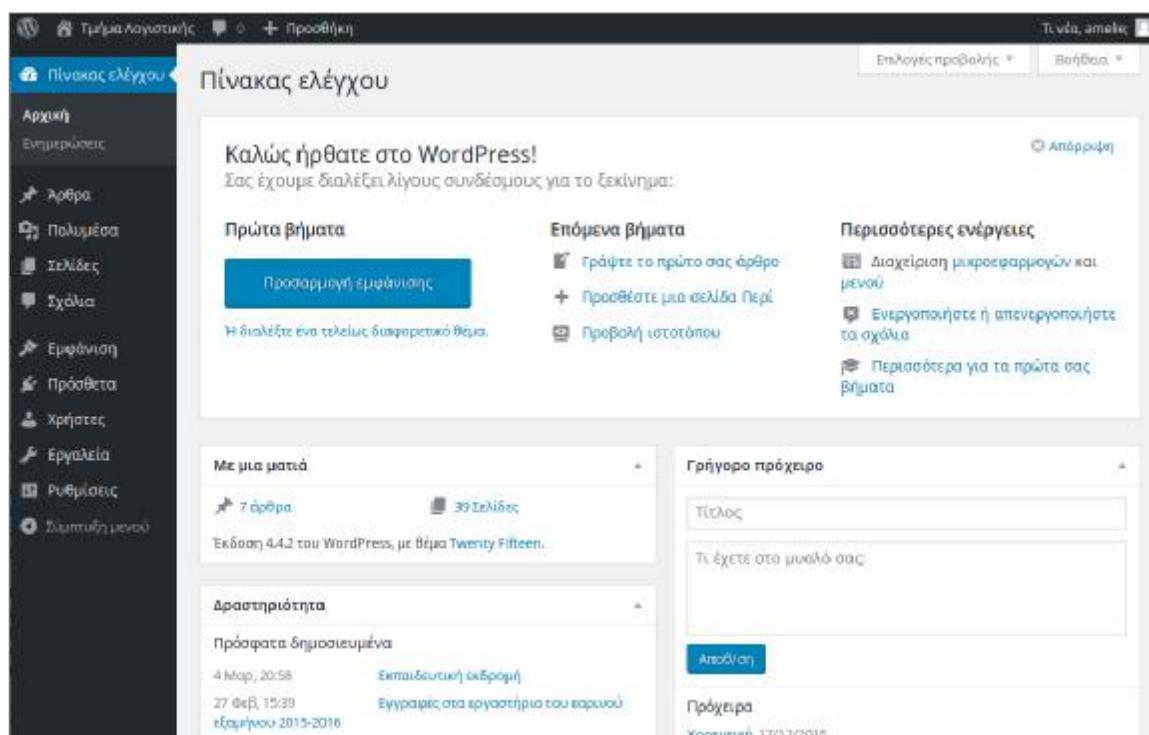 Τμήμα Λογιστικής 0 + Προσθήκη
Τι νέα, amelie;
Πίνακας ελέγχου
Αρχική
Ενημερώσεις
Άρθρα
Πολυμέσα
Σελίδες
Σχόλια
Εμφάνιση
Πρόσθετα
Χρήστες
Εργαλεία
Ρυθμίσεις
Σύμπτυξη μενού
Επιλογές προβολής
Βοήθεια
Πίνακας ελέγχου
Καλώς ήρθατε στο WordPress!
Απόρριψη
Σας έχουμε διαλέξει λίγους συνδέσμους για το ξεκίνημα:
Πρώτα βήματα
Προσαρμογή εμφάνισης
Ή διαλέξτε ένα τελείως διαφορετικό θέμα.
Επόμενα βήματα
Γράψτε το πρώτο σας άρθρο
Προσθέστε μια σελίδα Περί
Προβολή ιστοτόπου
Περισσότερες ενέργειες
Διαχείριση μικροεφαρμογών και
μενού
Ενεργοποιήστε ή απενεργοποιήστε
τα σχόλια
Περισσότερα για τα πρώτα σας
βήματα
Με μια ματιά
7 άρθρα
39 Σελίδες
Έκδοση 4.4.2 του WordPress, με θέμα Twenty Fifteen.
Δραστηριότητα
Πρόσφατα δημοσιευμένα
4 Μαρ, 20:58 Εκπαιδευτική εκδρομή
27 Φεβ, 15:39 Εγγραφές στα εργαστήρια του εαρινού
εξαμήνου 2015-2016
Γρήγορο πρόχειρο
Τίτλος
Τι έχετε στο μυαλό σας;
Αποθ/ση
Πρόχειρα
17/12/2015